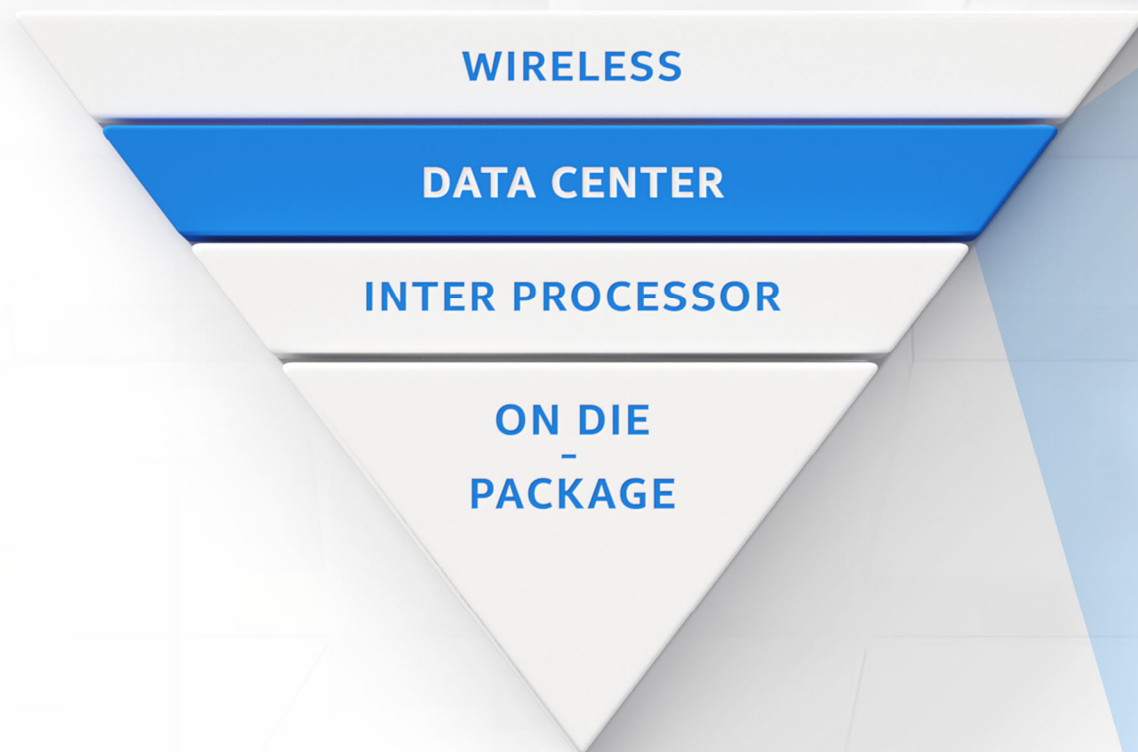 WIRELESS
DATA CENTER
INTER PROCESSOR
ON DIE
–
PACKAGE